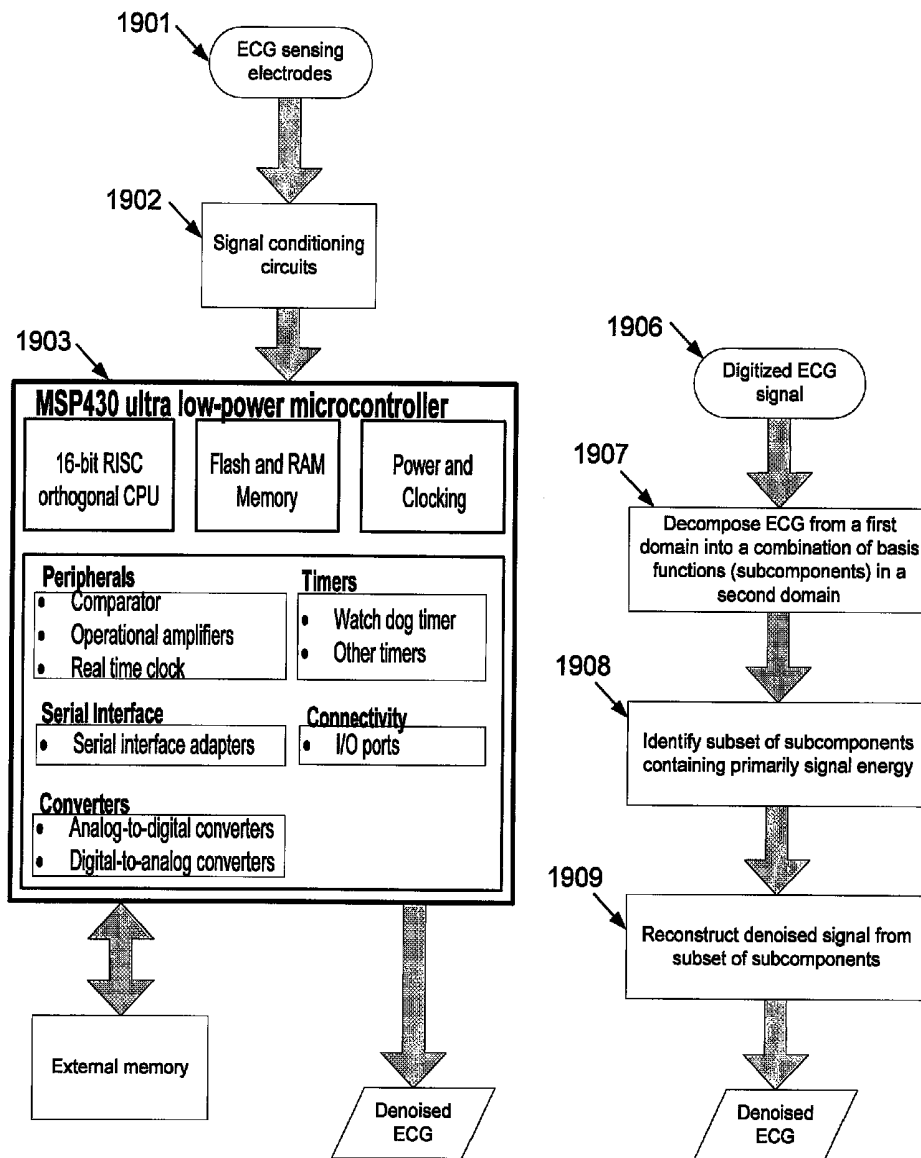 1901
ECG sensing
electrodes
1902
Signal conditioning
circuits
1903
MSP430 ultra low-power microcontroller
16-bit RISC
orthogonal CPU
Flash and RAM
Memory
Power and
Clocking
Peripherals
• Comparator
• Operational amplifiers
• Real time clock
Timers
• Watch dog timer
• Other timers
Serial Interface
• Serial interface adapters
Connectivity
• I/O ports
Converters
• Analog-to-digital converters
• Digital-to-analog converters
External memory
Denoised
ECG
1906
Digitized ECG
signal
1907
Decompose ECG from a first
domain into a combination of basis
functions (subcomponents) in a
second domain
1908
Identify subset of subcomponents
containing primarily signal energy
1909
Reconstruct denoised signal from
subset of subcomponents
Denoised
ECG